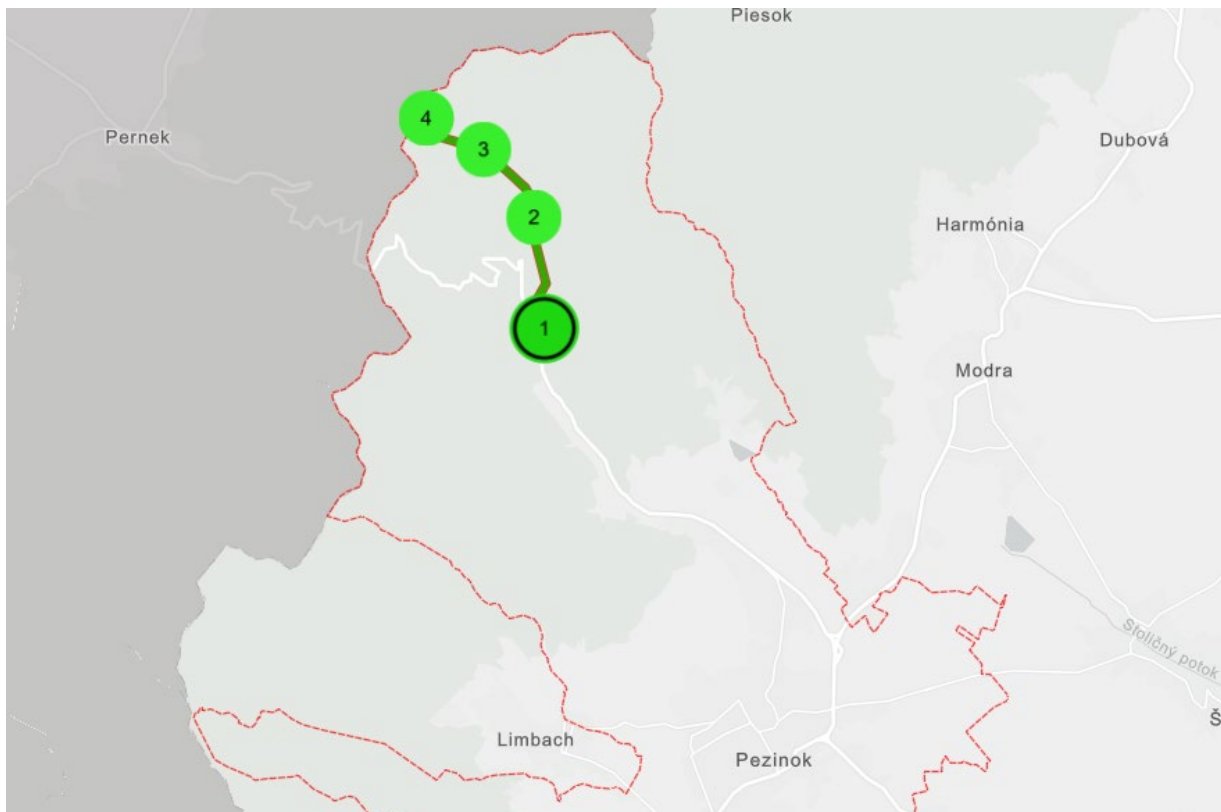 Piesok
4
Pernek
3
Dubová
2
Harmónia
1
Modra
Stoličný potok
Š
Limbach
Pezinok